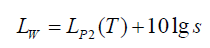 L_W = L_{P2}(T) + 10 lg s